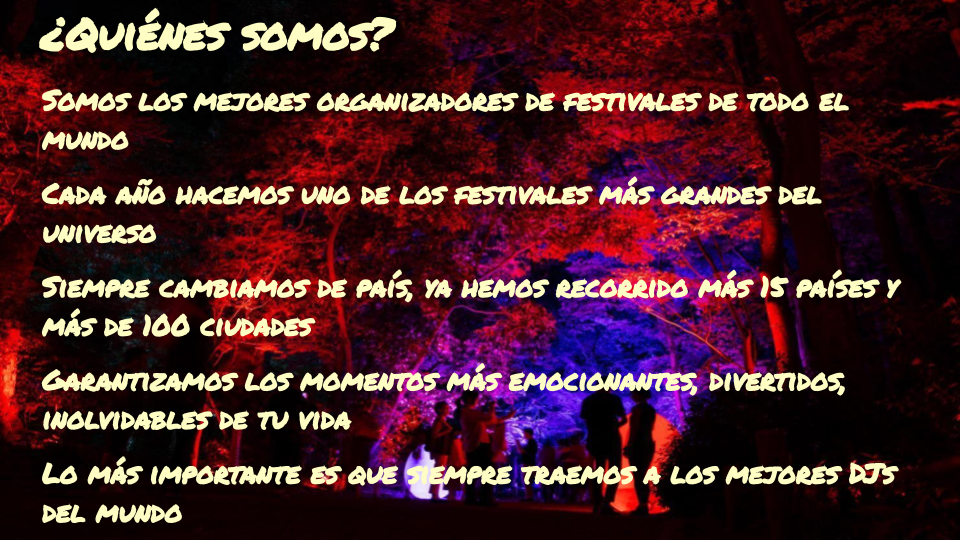 ¿Quiénes somos?
Somos los mejores organizadores de festivales de todo el
mundo
Cada año hacemos uno de los festivales más grandes del
universo
Siempre cambiamos de país, ya hemos recorrido más 15 países y
más de 100 ciudades
Garantizamos los momentos más emocionantes, divertidos,
inolvidables de tu vida
Lo más importante es que siempre traemos a los mejores DJs
del mundo